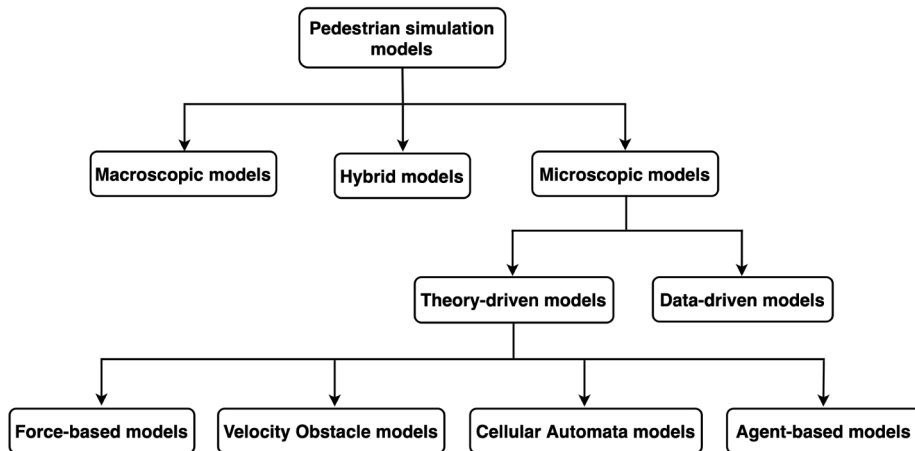 Pedestrian simulation
models
Macroscopic models
Hybrid models
Microscopic models
Theory-driven models
Data-driven models
Force-based models
Velocity Obstacle models
Cellular Automata models
Agent-based models